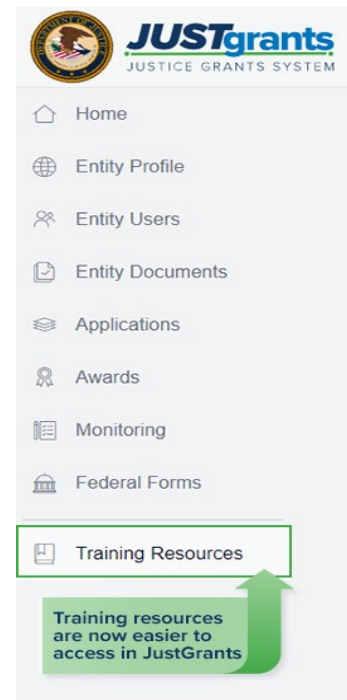 JUSTgrants
JUSTICE GRANTS SYSTEM
Home
Entity Profile
Entity Users
Entity Documents
Applications
Awards
Monitoring
Federal Forms
Training Resources
Training resources
are now easier to
access in JustGrants